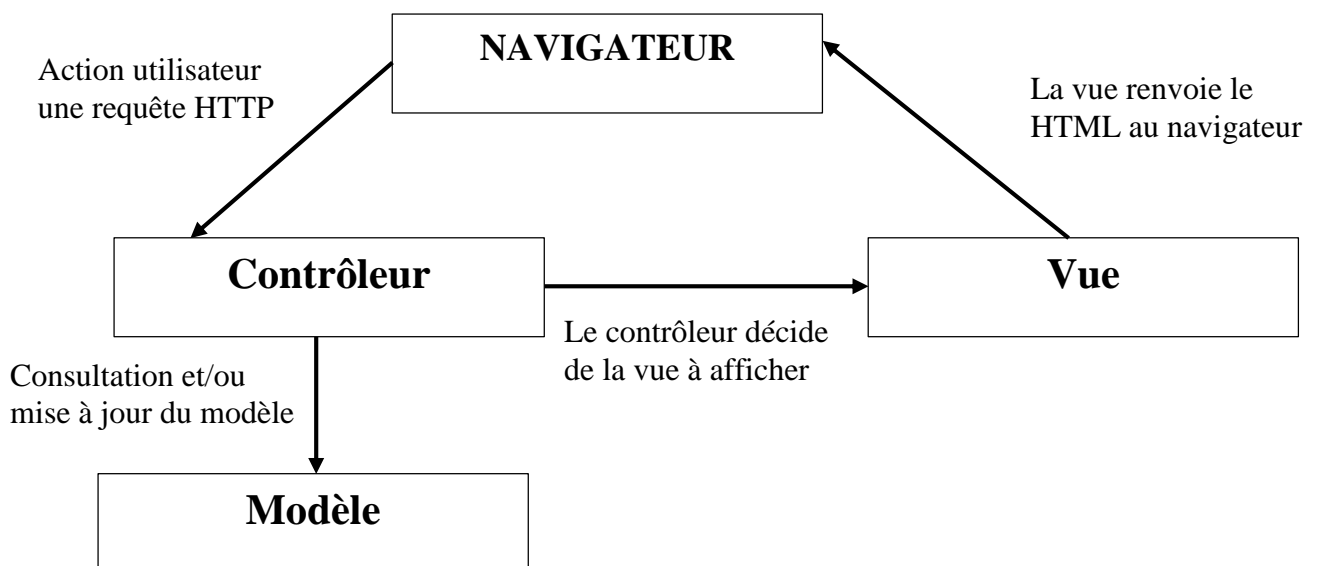 NAVIGATEUR
Action utilisateur
une requête HTTP
La vue renvoie le
HTML au navigateur
Contrôleur
Vue
Le contrôleur décide
de la vue à afficher
Consultation et/ou
mise à jour du modèle
Modèle